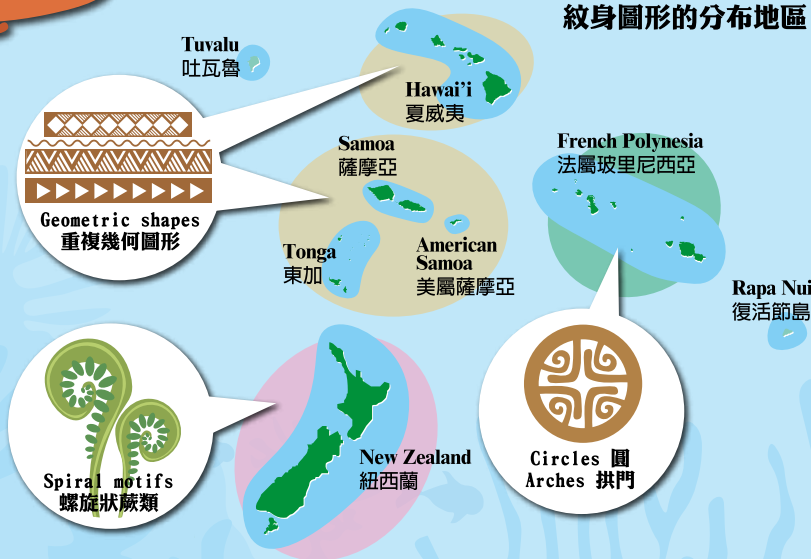 紋身圖形的分布地區
Tuvalu
吐瓦魯
Hawai'i
夏威夷
Geometric shapes
重複幾何圖形
Samoa
薩摩亞
Tonga
東加
American
Samoa
美屬薩摩亞
French Polynesia
法屬玻里尼西亞
Rapa Nui
復活節島
Spiral motifs
螺旋狀蕨類
New Zealand
紐西蘭
Circles 圓
Arches 拱門